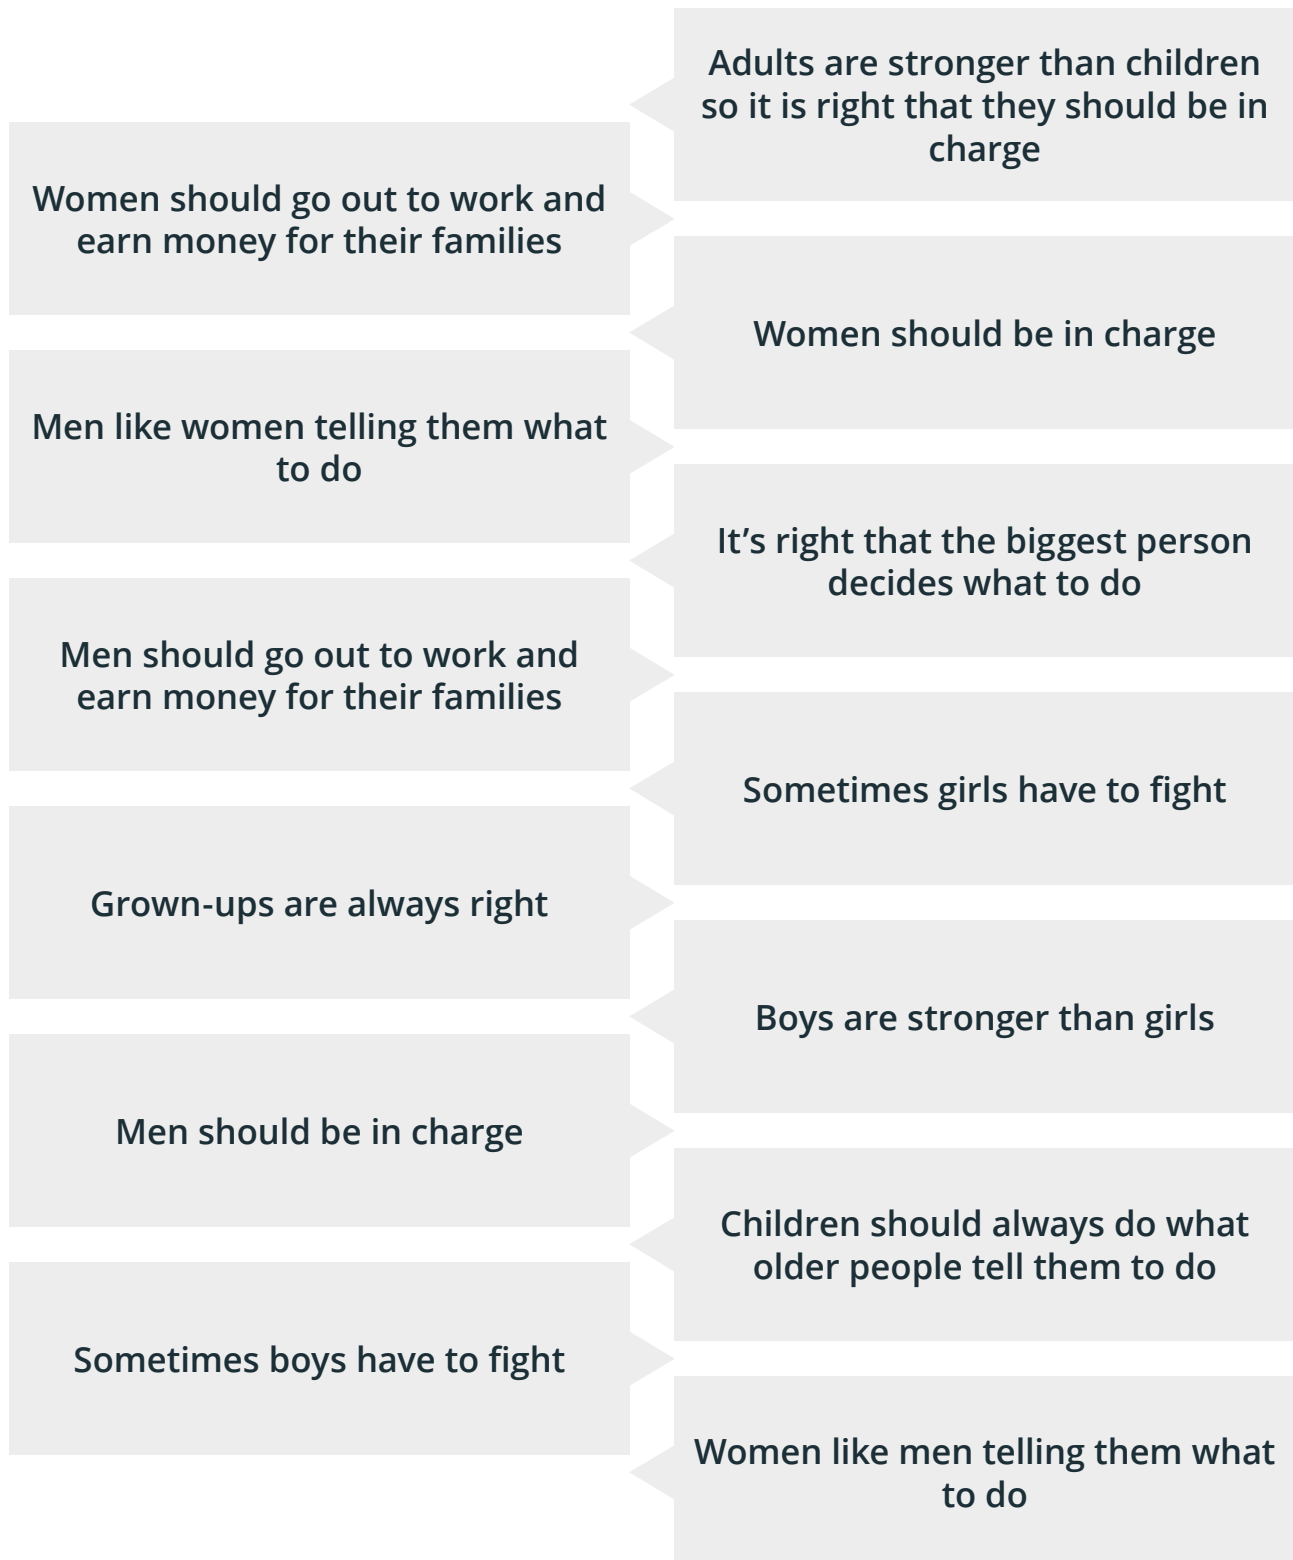 Adults are stronger than children
so it is right that they should be in
charge
Women should go out to work and
earn money for their families
Women should be in charge
Men like women telling them what
to do
It’s right that the biggest person
decides what to do
Men should go out to work and
earn money for their families
Sometimes girls have to fight
Grown-ups are always right
Boys are stronger than girls
Men should be in charge
Children should always do what
older people tell them to do
Sometimes boys have to fight
Women like men telling them what
to do